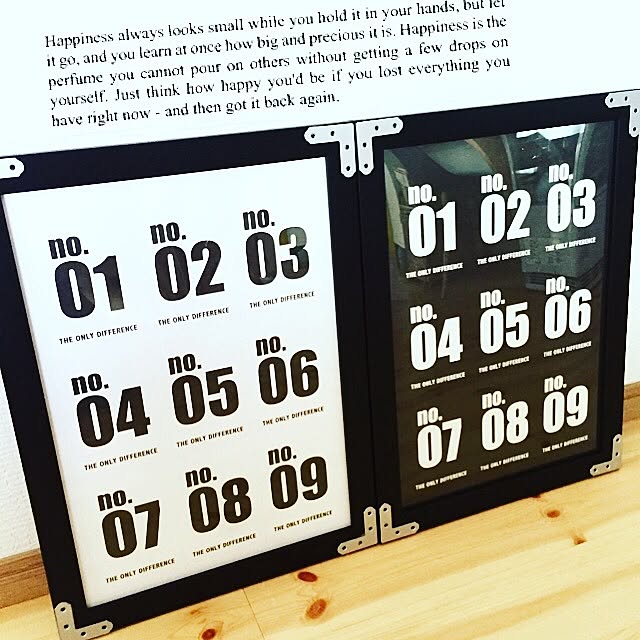 Happiness always looks small while you hold it in your hands, but let
it go, and you learn at once how big and precious it is. Happiness is the
perfume you cannot pour on others without getting a few drops on
yourself. Just think how happy you'd be if you lost everything you
have right now - and then got it back again.
no. no. no.
01 02 03
THE ONLY DIFFERENCE THE ONLY DIFFERENCE THE ONLY DIFFERENCE
no. no. no.
04 05 06
THE ONLY DIFFERENCE THE ONLY DIFFERENCE THE ONLY DIFFERENCE
no. no. no.
07 08 09
THE ONLY DIFFERENCE THE ONLY DIFFERENCE THE ONLY DIFFERENCE
no. no. no.
01 02 03
THE ONLY DIFFERENCE THE ONLY DIFFERENCE THE ONLY DIFFERENCE
no. no. no.
04 05 06
THE ONLY DIFFERENCE THE ONLY DIFFERENCE THE ONLY DIFFERENCE
no. no. no.
07 08 09
THE ONLY DIFFERENCE THE ONLY DIFFERENCE THE ONLY DIFFERENCE